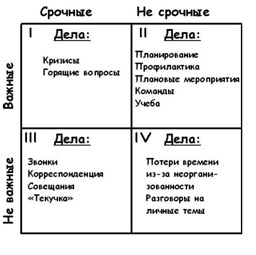 Срочные Не срочные
Важные
I Дела:
Кризисы
Горящие вопросы
II Дела:
Планирование
Профилактика
Плановые мероприятия
Команды
Учеба
Не важные
III Дела:
Звонки
Корреспонденция
Совещания
«Текучка»
IV Дела:
Потери времени
из-за неоргани-
зованности
Разговоры на
личные темы